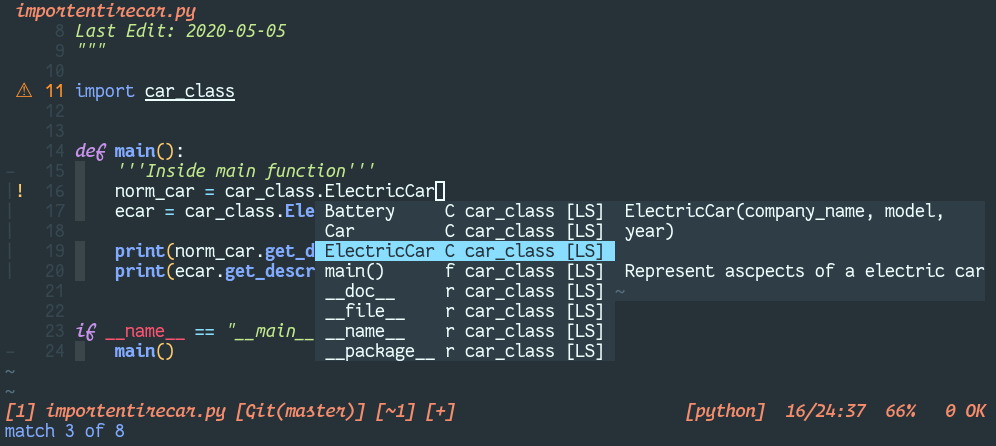 importentirecar.py
8 Last Edit: 2020-05-05
9 """
10
⚠ 11 import car_class
12
13
14 def main():
15 '''Inside main function'''
! 16 norm_car = car_class.ElectricCar
17 ecar = car_class.Ele Battery C car_class [LS] ElectricCar(company_name, model,
18 Car C car_class [LS] year)
19 print(norm_car.get_d ElectricCar C car_class [LS]
20 print(ecar.get_descr main() f car_class [LS] Represent ascpects of a electric car
21 __doc__ r car_class [LS] ~
22 __file__ r car_class [LS]
23 if __name__ == "__main__ __name__ r car_class [LS]
24 main() __package__ r car_class [LS]
~
~
[1] importentirecar.py [Git(master)] [~1] [+] [python] 16/24:37 66% 0 OK
match 3 of 8